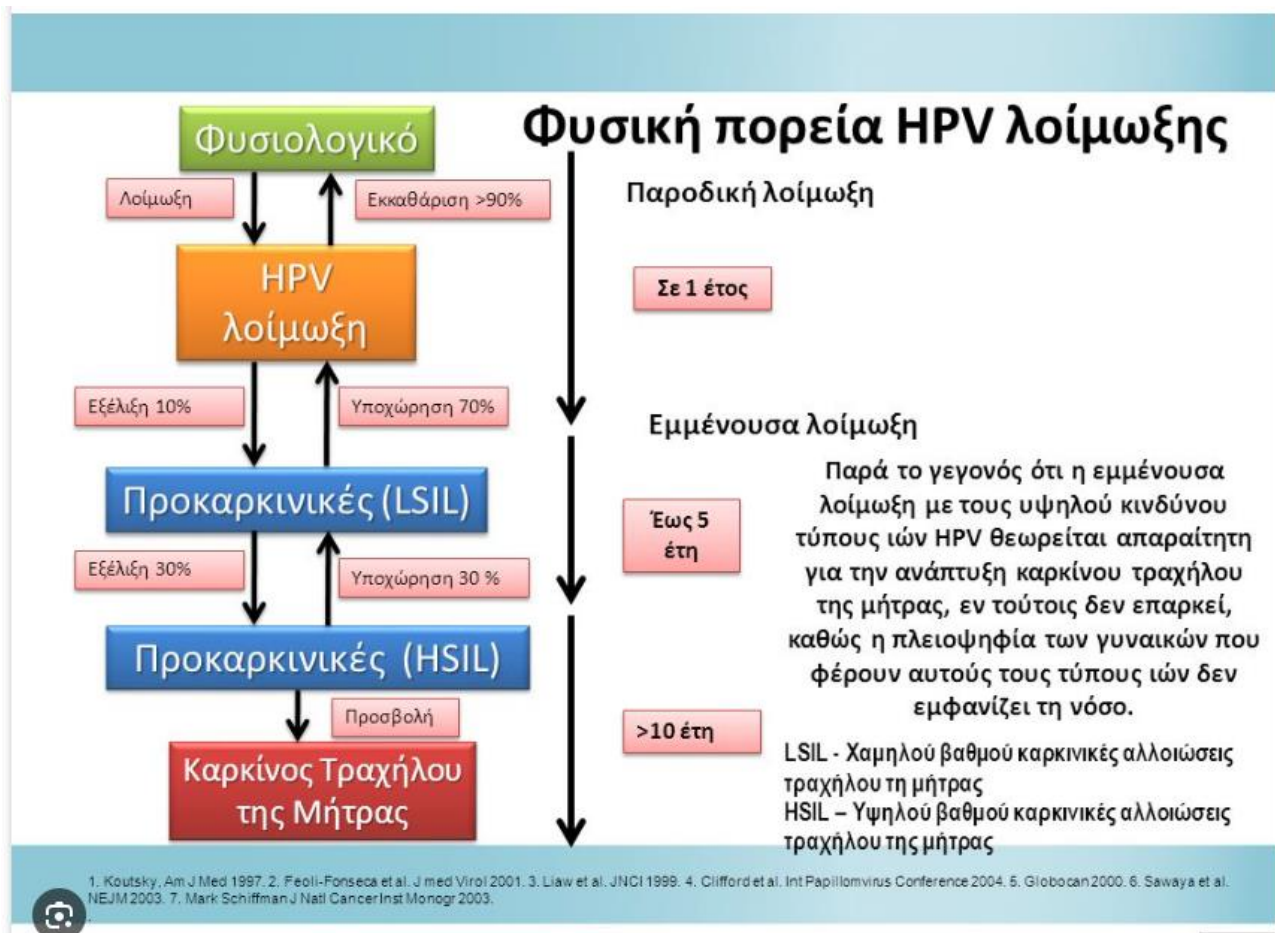 Φυσική πορεία HPV λοίμωξης
Φυσιολογικό
Λοίμωξη
Εκκαθάριση >90%
Παροδική λοίμωξη
HPV
λοίμωξη
Σε 1 έτος
Εξέλιξη 10%
Υποχώρηση 70%
Εμμένουσα λοίμωξη
Προκαρκινικές (LSIL)
Έως 5
έτη
Εξέλιξη 30%
Υποχώρηση 30 %
Προκαρκινικές (HSIL)
Προσβολή
>10 έτη
Καρκίνος Τραχήλου
της Μήτρας
Παρά το γεγονός ότι η εμμένουσα
λοίμωξη με τους υψηλού κινδύνου
τύπους ιών HPV θεωρείται απαραίτητη
για την ανάπτυξη καρκίνου τραχήλου
της μήτρας, εν τούτοις δεν επαρκεί,
καθώς η πλειοψηφία των γυναικών που
φέρουν αυτούς τους τύπους ιών δεν
εμφανίζει τη νόσο.
LSIL - Χαμηλού βαθμού καρκινικές αλλοιώσεις
τραχήλου τη μήτρας
HSIL – Υψηλού βαθμού καρκινικές αλλοιώσεις
τραχήλου της μήτρας
1. Koutsky, Am J Med 1997. 2. Feoli-Fonseca et al. J med Virol 2001. 3. Liaw et al. JNCI 1999. 4. Clifford et al. Int Papillomvirus Conference 2004. 5. Globocan 2000. 6. Sawaya et al.
NEJM 2003. 7. Mark Schiffman J Natl Cancer Inst Monogr 2003.